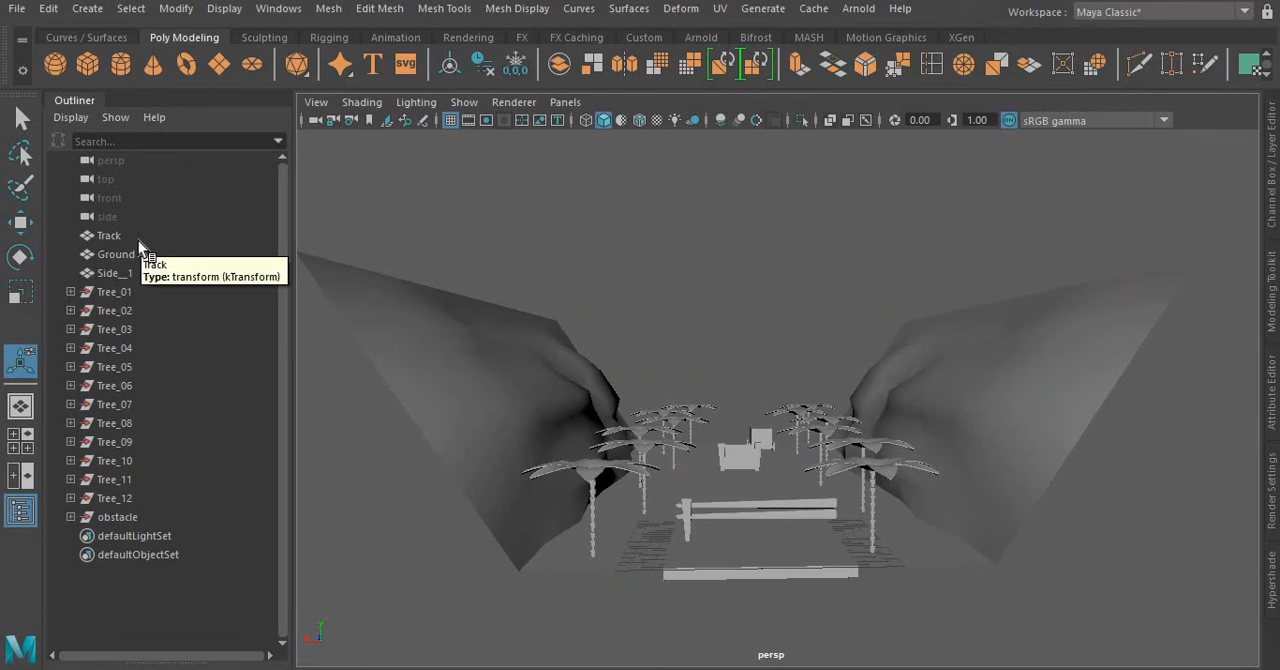 File Edit Create Select Modify Display Windows Mesh Edit Mesh Mesh Tools Mesh Display Curves Surfaces Deform UV Generate Cache Arnold Help Workspace: Maya Classic*
Curves / Surfaces Poly Modeling Sculpting Rigging Animation Rendering FX FX Caching Custom Arnold Bifrost MASH Motion Graphics XGen
T SVG 0,0,0
Outliner
Display Show Help
Search...
persp
top
front
side
Track
Ground
Side__1
Track
Type: transform (kTransform)
Tree_01
Tree_02
Tree_03
Tree_04
Tree_05
Tree_06
Tree_07
Tree_08
Tree_09
Tree_10
Tree_11
Tree_12
obstacle
defaultLightSet
defaultObjectSet
View Shading Lighting Show Renderer Panels
0.00 1.00 sRGB gamma
persp
Channel Box / Layer Editor
Modeling Toolkit
Attribute Editor
Render Settings
Hypershade